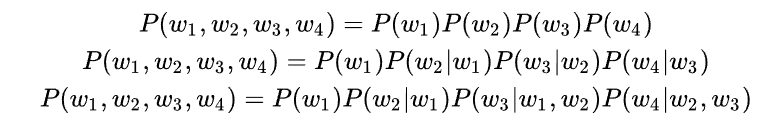 P(w₁, w₂, w₃, w₄) = P(w₁)P(w₂)P(w₃)P(w₄)
P(w₁, w₂, w₃, w₄) = P(w₁)P(w₂|w₁)P(w₃|w₂)P(w₄|w₃)
P(w₁, w₂, w₃, w₄) = P(w₁)P(w₂|w₁)P(w₃|w₁, w₂)P(w₄|w₂, w₃)